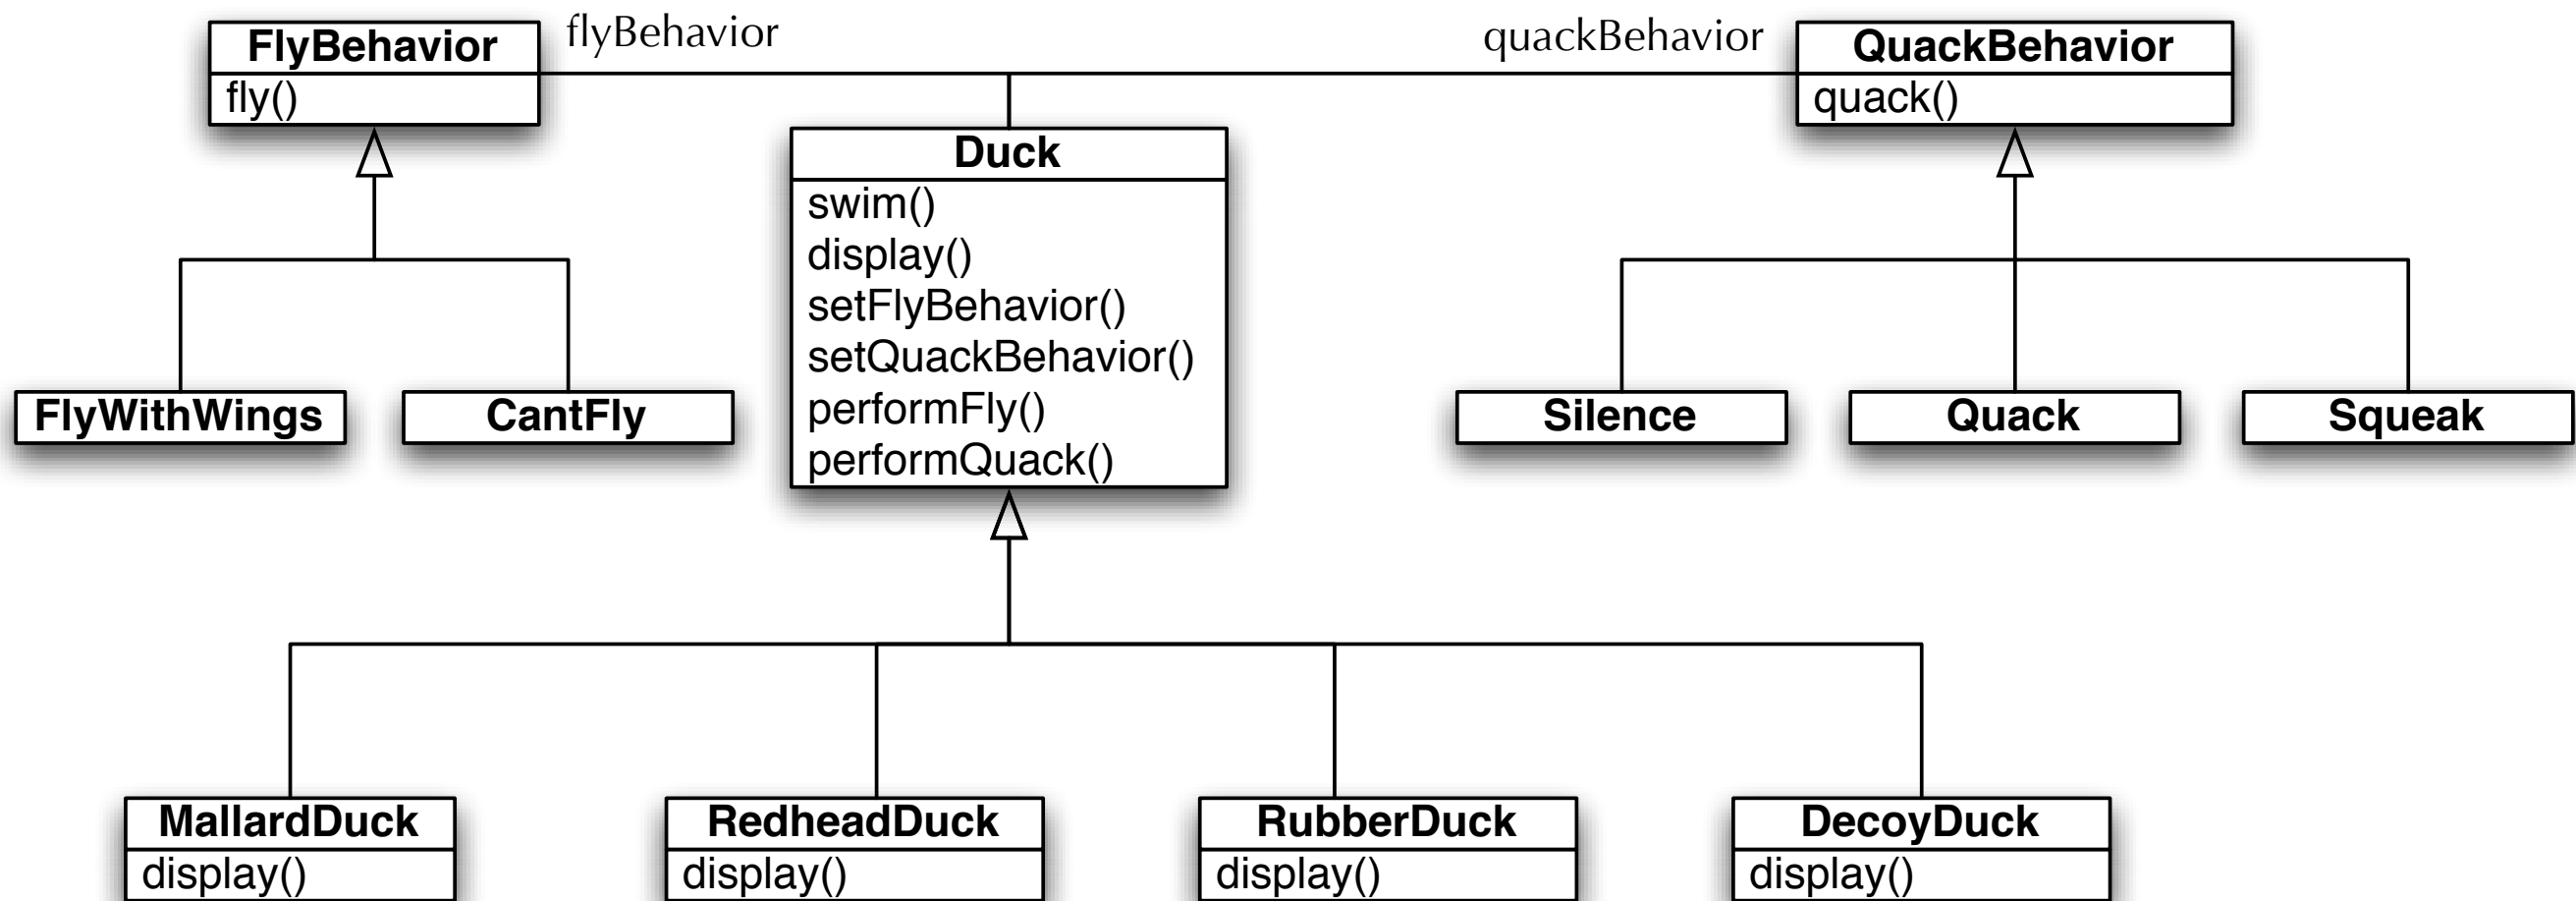 FlyBehavior
fly()
flyBehavior
quackBehavior
QuackBehavior
quack()
Duck
swim()
display()
setFlyBehavior()
setQuackBehavior()
performFly()
performQuack()
FlyWithWings
CantFly
Silence
Quack
Squeak
MallardDuck
display()
RedheadDuck
display()
RubberDuck
display()
DecoyDuck
display()